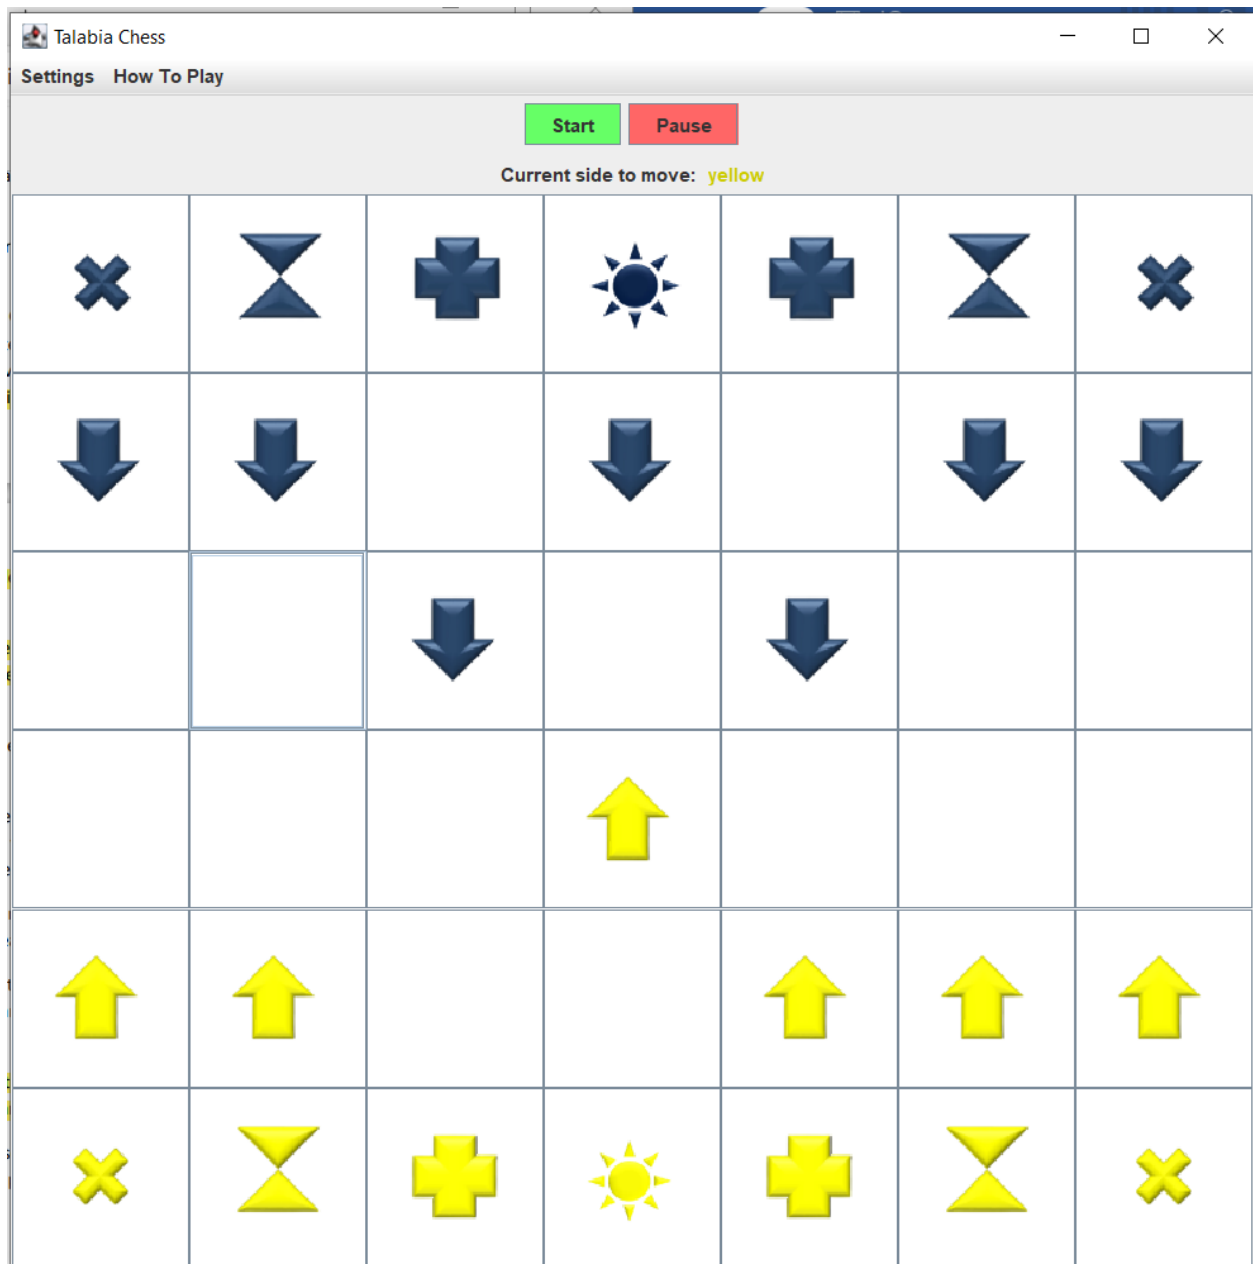 Talabia Chess
Settings How To Play
Start Pause
Current side to move: yellow